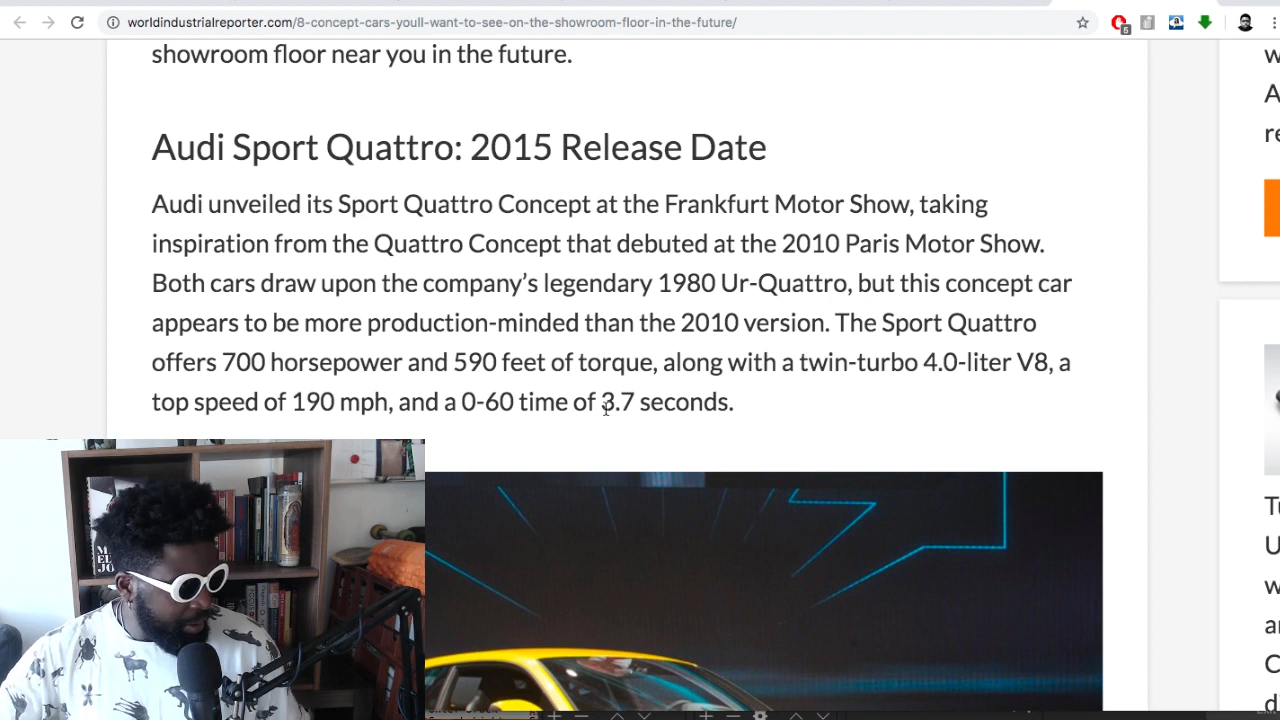 worldindustrialreporter.com/8-concept-cars-youll-want-to-see-on-the-showroom-floor-in-the-future/
5
showroom floor near you in the future.
Audi Sport Quattro: 2015 Release Date
Audi unveiled its Sport Quattro Concept at the Frankfurt Motor Show, taking
inspiration from the Quattro Concept that debuted at the 2010 Paris Motor Show.
Both cars draw upon the company’s legendary 1980 Ur-Quattro, but this concept car
appears to be more production-minded than the 2010 version. The Sport Quattro
offers 700 horsepower and 590 feet of torque, along with a twin-turbo 4.0-liter V8, a
top speed of 190 mph, and a 0-60 time of 3.7 seconds.